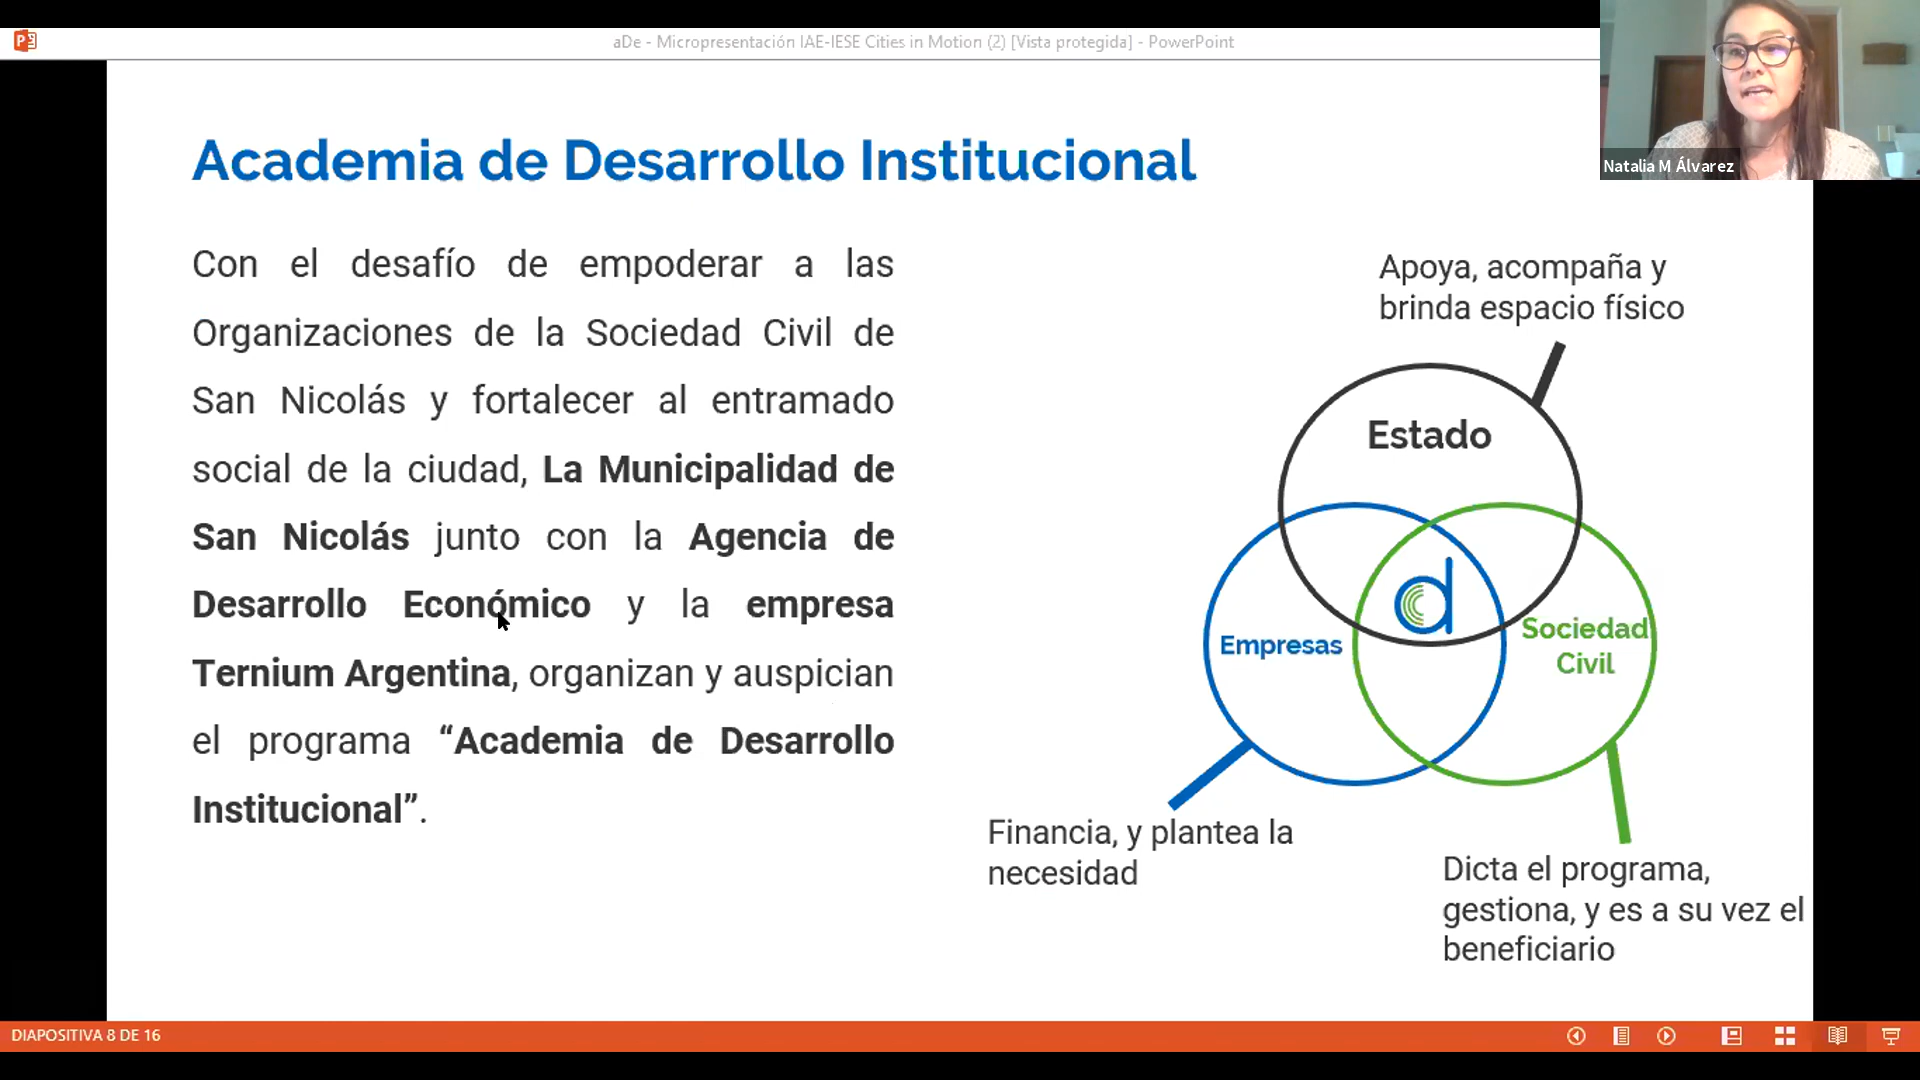 aDe - Micropresentación IAE-IESE Cities in Motion (2) [Vista protegida] - PowerPoint
Natalia M Álvarez
Academia de Desarrollo Institucional
Con el desafío de empoderar a las
Organizaciones de la Sociedad Civil de
San Nicolás y fortalecer al entramado
social de la ciudad, La Municipalidad de
San Nicolás junto con la Agencia de
Desarrollo Económico y la empresa
Ternium Argentina, organizan y auspician
el programa “Academia de Desarrollo
Institucional”.
Apoya, acompaña y
brinda espacio físico
Estado
Empresas
Sociedad
Civil
Financia, y plantea la
necesidad
Dicta el programa,
gestiona, y es a su vez el
beneficiario
DIAPOSITIVA 8 DE 16